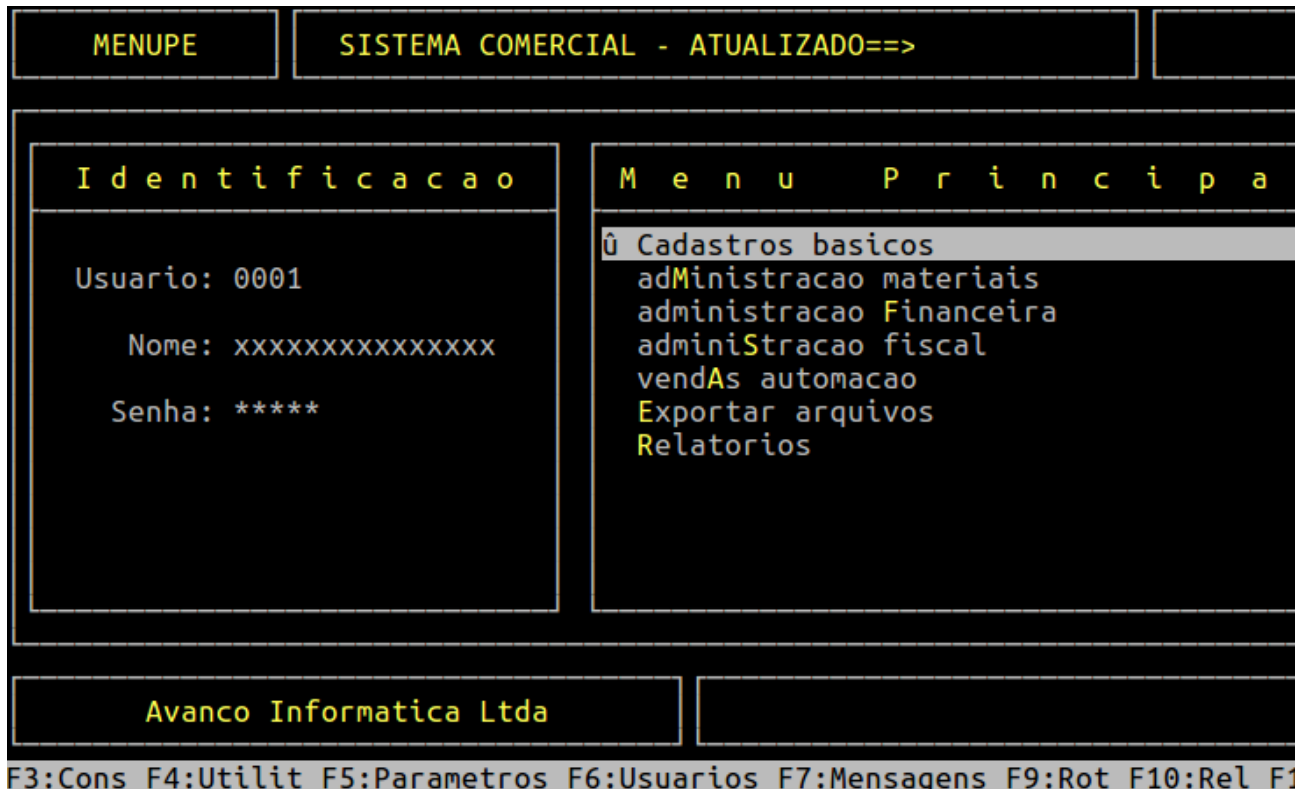 MENUPE
SISTEMA COMERCIAL - ATUALIZADO==>
I d e n t i f i c a c a o
Usuario: 0001
Nome: xxxxxxxxxxxxxxx
Senha: *****
M e n u P r i n c i p a
û Cadastros basicos
adMinistracao materiais
administracao Financeira
adminiStracao fiscal
vendAs automacao
Exportar arquivos
Relatorios
Avanco Informatica Ltda
F3:Cons F4:Utilit F5:Parametros F6:Usuarios F7:Mensagens F9:Rot F10:Rel F1